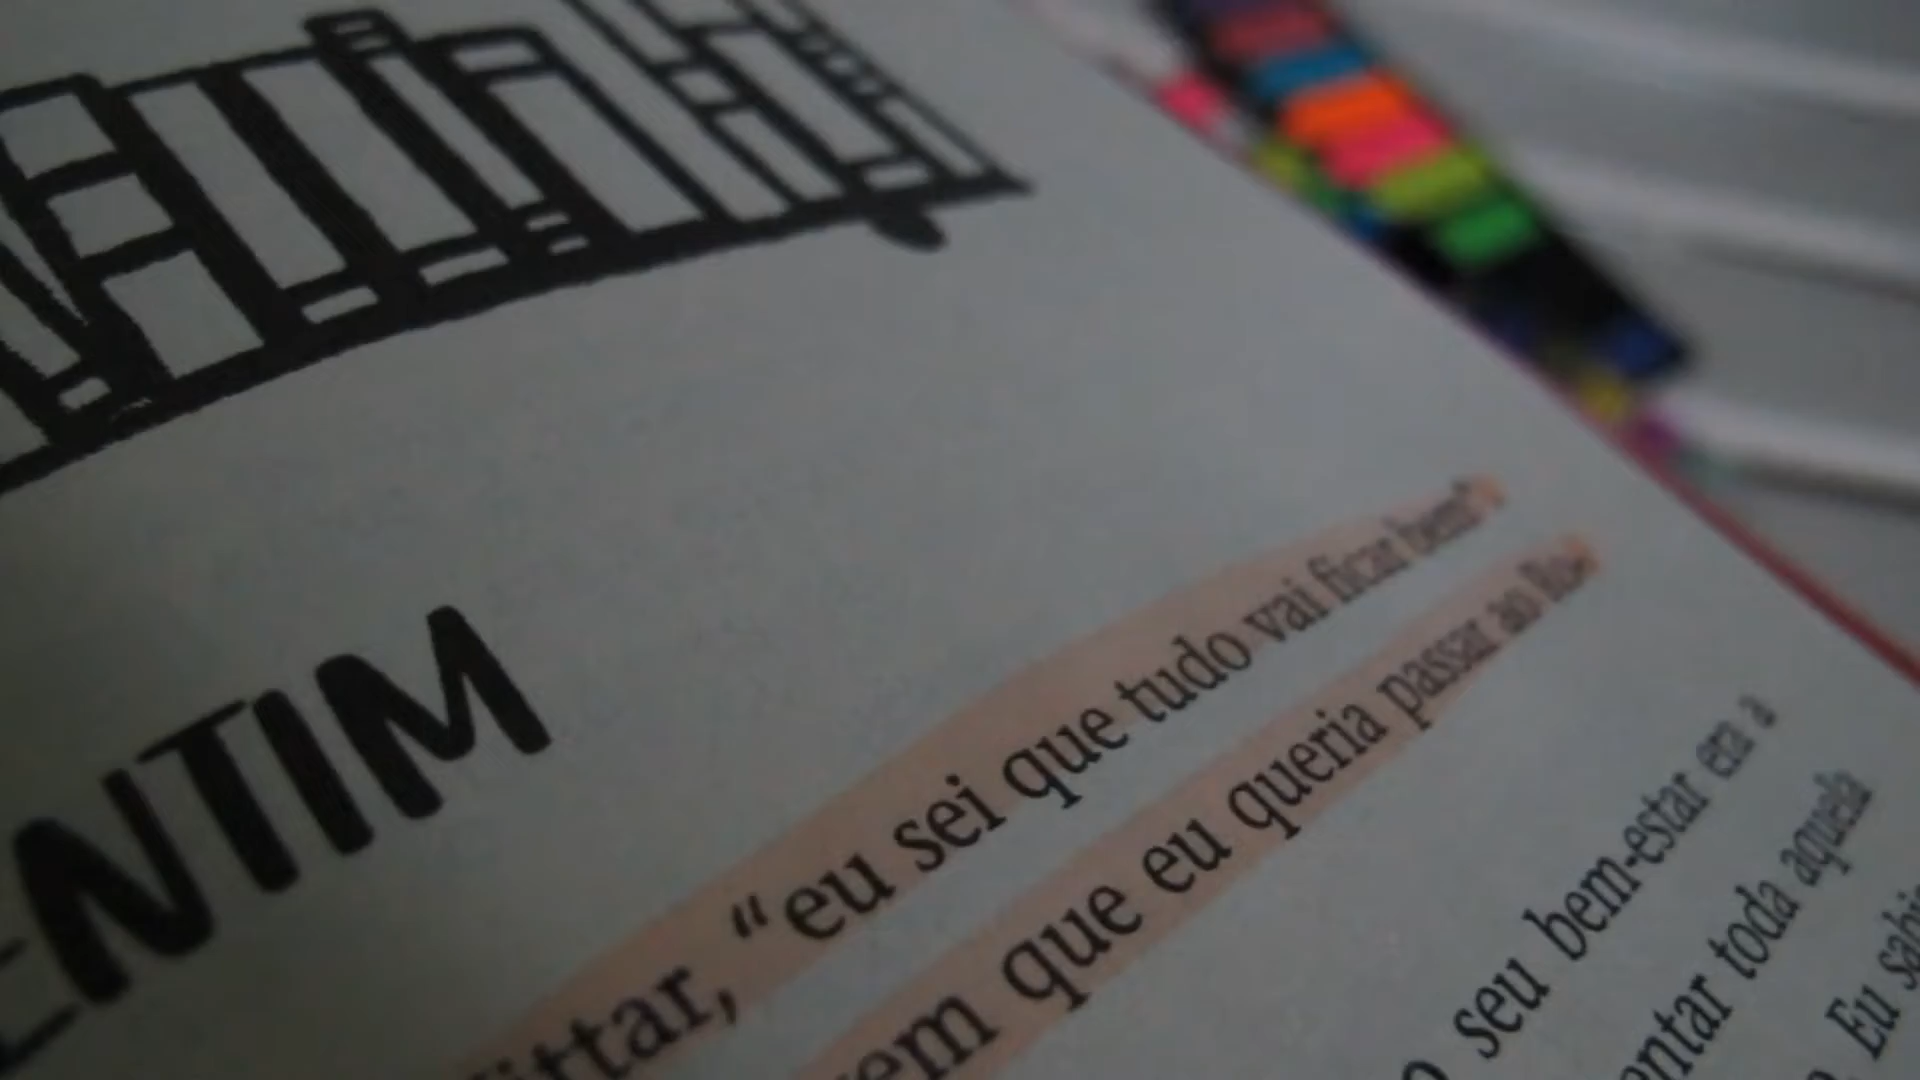 ENTIM
ittar, “eu sei que tudo vai ficar bem”,
em que eu queria passar ao
o seu bem-estar era a
entar toda aquela
Eu